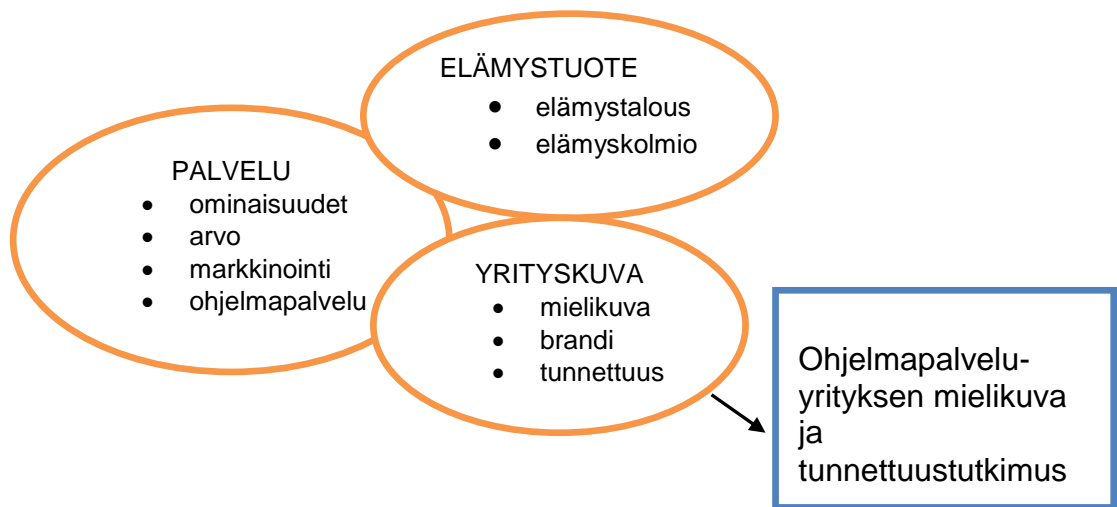 ELÄMYSTUOTE
• elämystalous
• elämyskolmio
PALVELU
• ominaisuudet
• arvo
• markkinointi
• ohjelmapalvelu
YRITYSKUVA
• mielikuva
• brandi
• tunnettuus
Ohjelmapalvelu-
yrityksen mielikuva
ja
tunnettuustutkimus